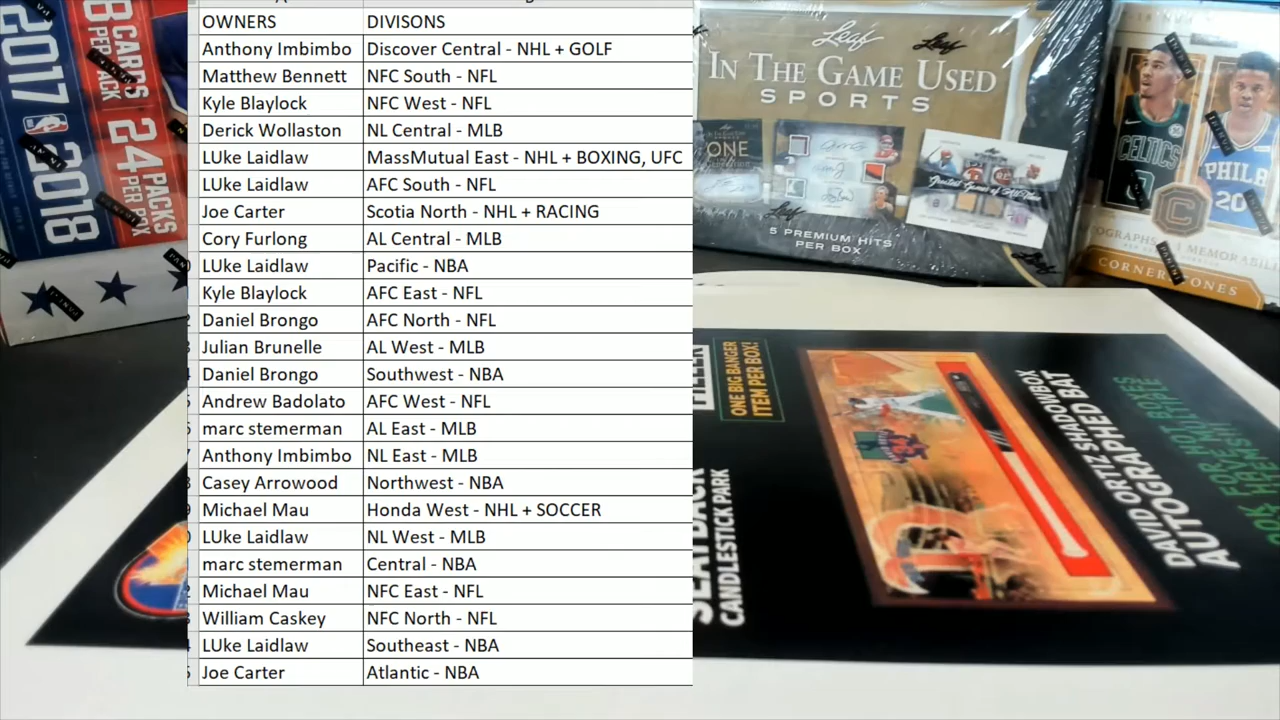 OWNERS DIVISONS
Anthony Imbimbo Discover Central - NHL + GOLF
Matthew Bennett NFC South - NFL
Kyle Blaylock NFC West - NFL
Derick Wollaston NL Central - MLB
LUke Laidlaw MassMutual East - NHL + BOXING, UFC
LUke Laidlaw AFC South - NFL
Joe Carter Scotia North - NHL + RACING
Cory Furlong AL Central - MLB
LUke Laidlaw Pacific - NBA
Kyle Blaylock AFC East - NFL
Daniel Brongo AFC North - NFL
Julian Brunelle AL West - MLB
Daniel Brongo Southwest - NBA
Andrew Badolato AFC West - NFL
marc stemerman AL East - MLB
Anthony Imbimbo NL East - MLB
Casey Arrowood Northwest - NBA
Michael Mau Honda West - NHL + SOCCER
LUke Laidlaw NL West - MLB
marc stemerman Central - NBA
Michael Mau NFC East - NFL
William Caskey NFC North - NFL
LUke Laidlaw Southeast - NBA
Joe Carter Atlantic - NBA
8 CARDS
PER PACK
24 PACKS
PER BOX
2017 NBA 2018
Leaf Leaf
IN THE GAME USED
SPORTS
5 PREMIUM HITS
PER BOX
CELTICS
PHILA
20
CORNERSTONES
ONE BIG BANGER
ITEM PER BOX!
CANDLESTICK PARK
DAVID ORTIZ SHADOWBOX
AUTOGRAPHED BAT